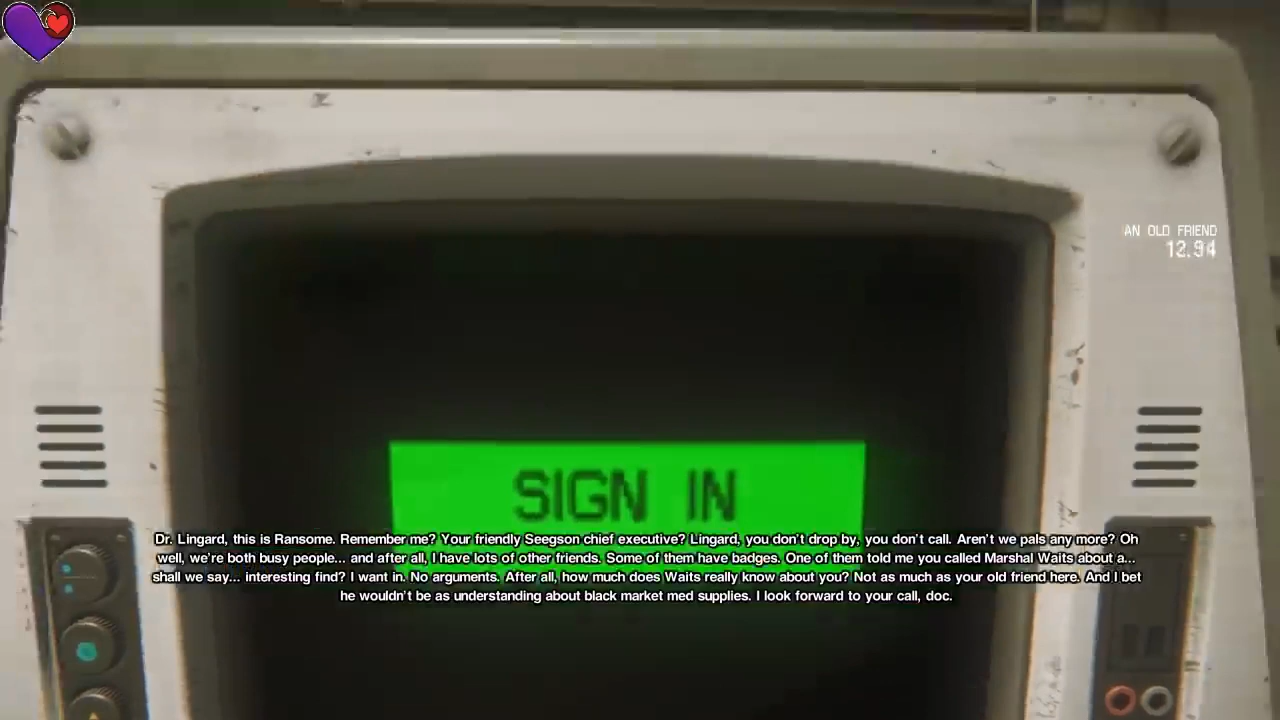 AN OLD FRIEND
12.94
SIGN IN
Dr. Lingard, this is Ransome. Remember me? Your friendly Seegson chief executive? Lingard, you don't drop by, you don't call. Aren't we pals any more? Oh
well, we're both busy people... and after all, I have lots of other friends. Some of them have badges. One of them told me you called Marshal Waits about a...
shall we say... interesting find? I want in. No arguments. After all, how much does Waits really know about you? Not as much as your old friend here. And I bet
he wouldn't be as understanding about black market med supplies. I look forward to your call, doc.